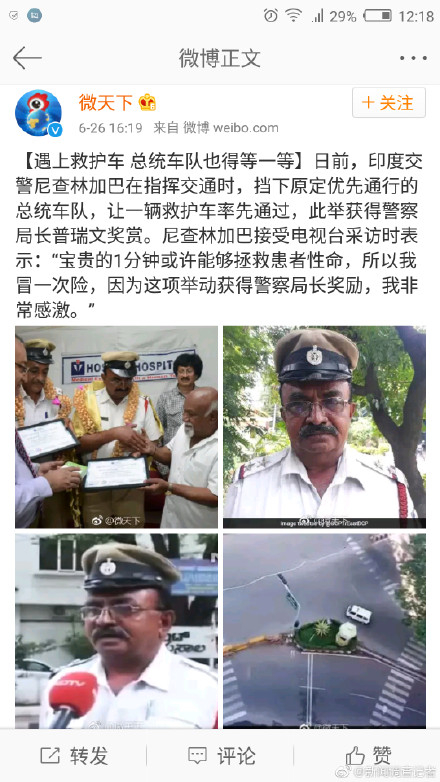 29% 12:18
微博正文
微天下
+ 关注
6-26 16:19 来自 微博 weibo.com
【遇上救护车 总统车队也得等一等】日前，印度交
警尼查林加巴在指挥交通时，挡下原定优先通行的
总统车队，让一辆救护车率先通过，此举获得警察
局长普瑞文奖赏。尼查林加巴接受电视台采访时表
示：“宝贵的1分钟或许能够拯救患者性命，所以我
冒一次险，因为这项举动获得警察局长奖励，我非
常感激。”
HOSPITAL
@微天下
@微天下
NDTV
@微天下
@微天下
转发
评论
赞